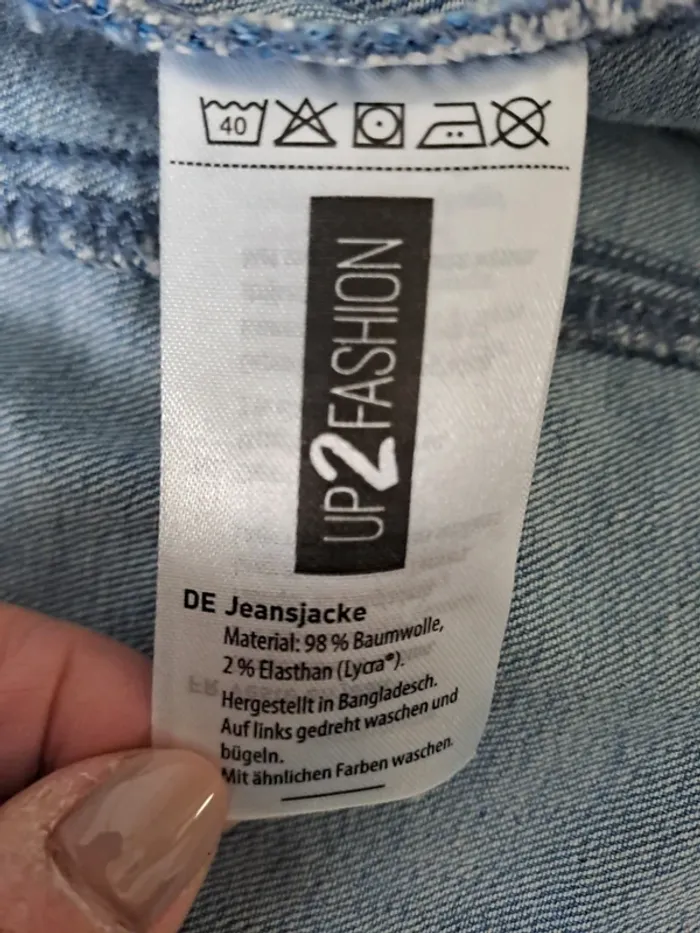 40
UP2FASHION
DE Jeansjacke
Material: 98 % Baumwolle,
2 % Elasthan (Lycra®).
Hergestellt in Bangladesch.
Auf links gedreht waschen und
bügeln.
Mit ähnlichen Farben waschen.